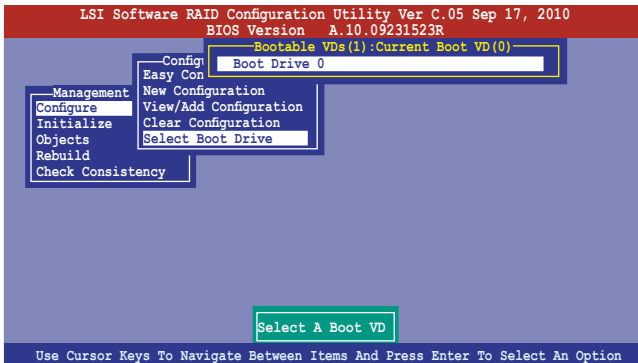 LSI Software RAID Configuration Utility Ver C.05 Sep 17, 2010
BIOS Version A.10.09231523R
Bootable VDs(1):Current Boot VD(0)
Boot Drive 0
Configu
Easy Con
New Configuration
View/Add Configuration
Clear Configuration
Select Boot Drive
Management
Configure
Initialize
Objects
Rebuild
Check Consistency
Select A Boot VD
Use Cursor Keys To Navigate Between Items And Press Enter To Select An Option